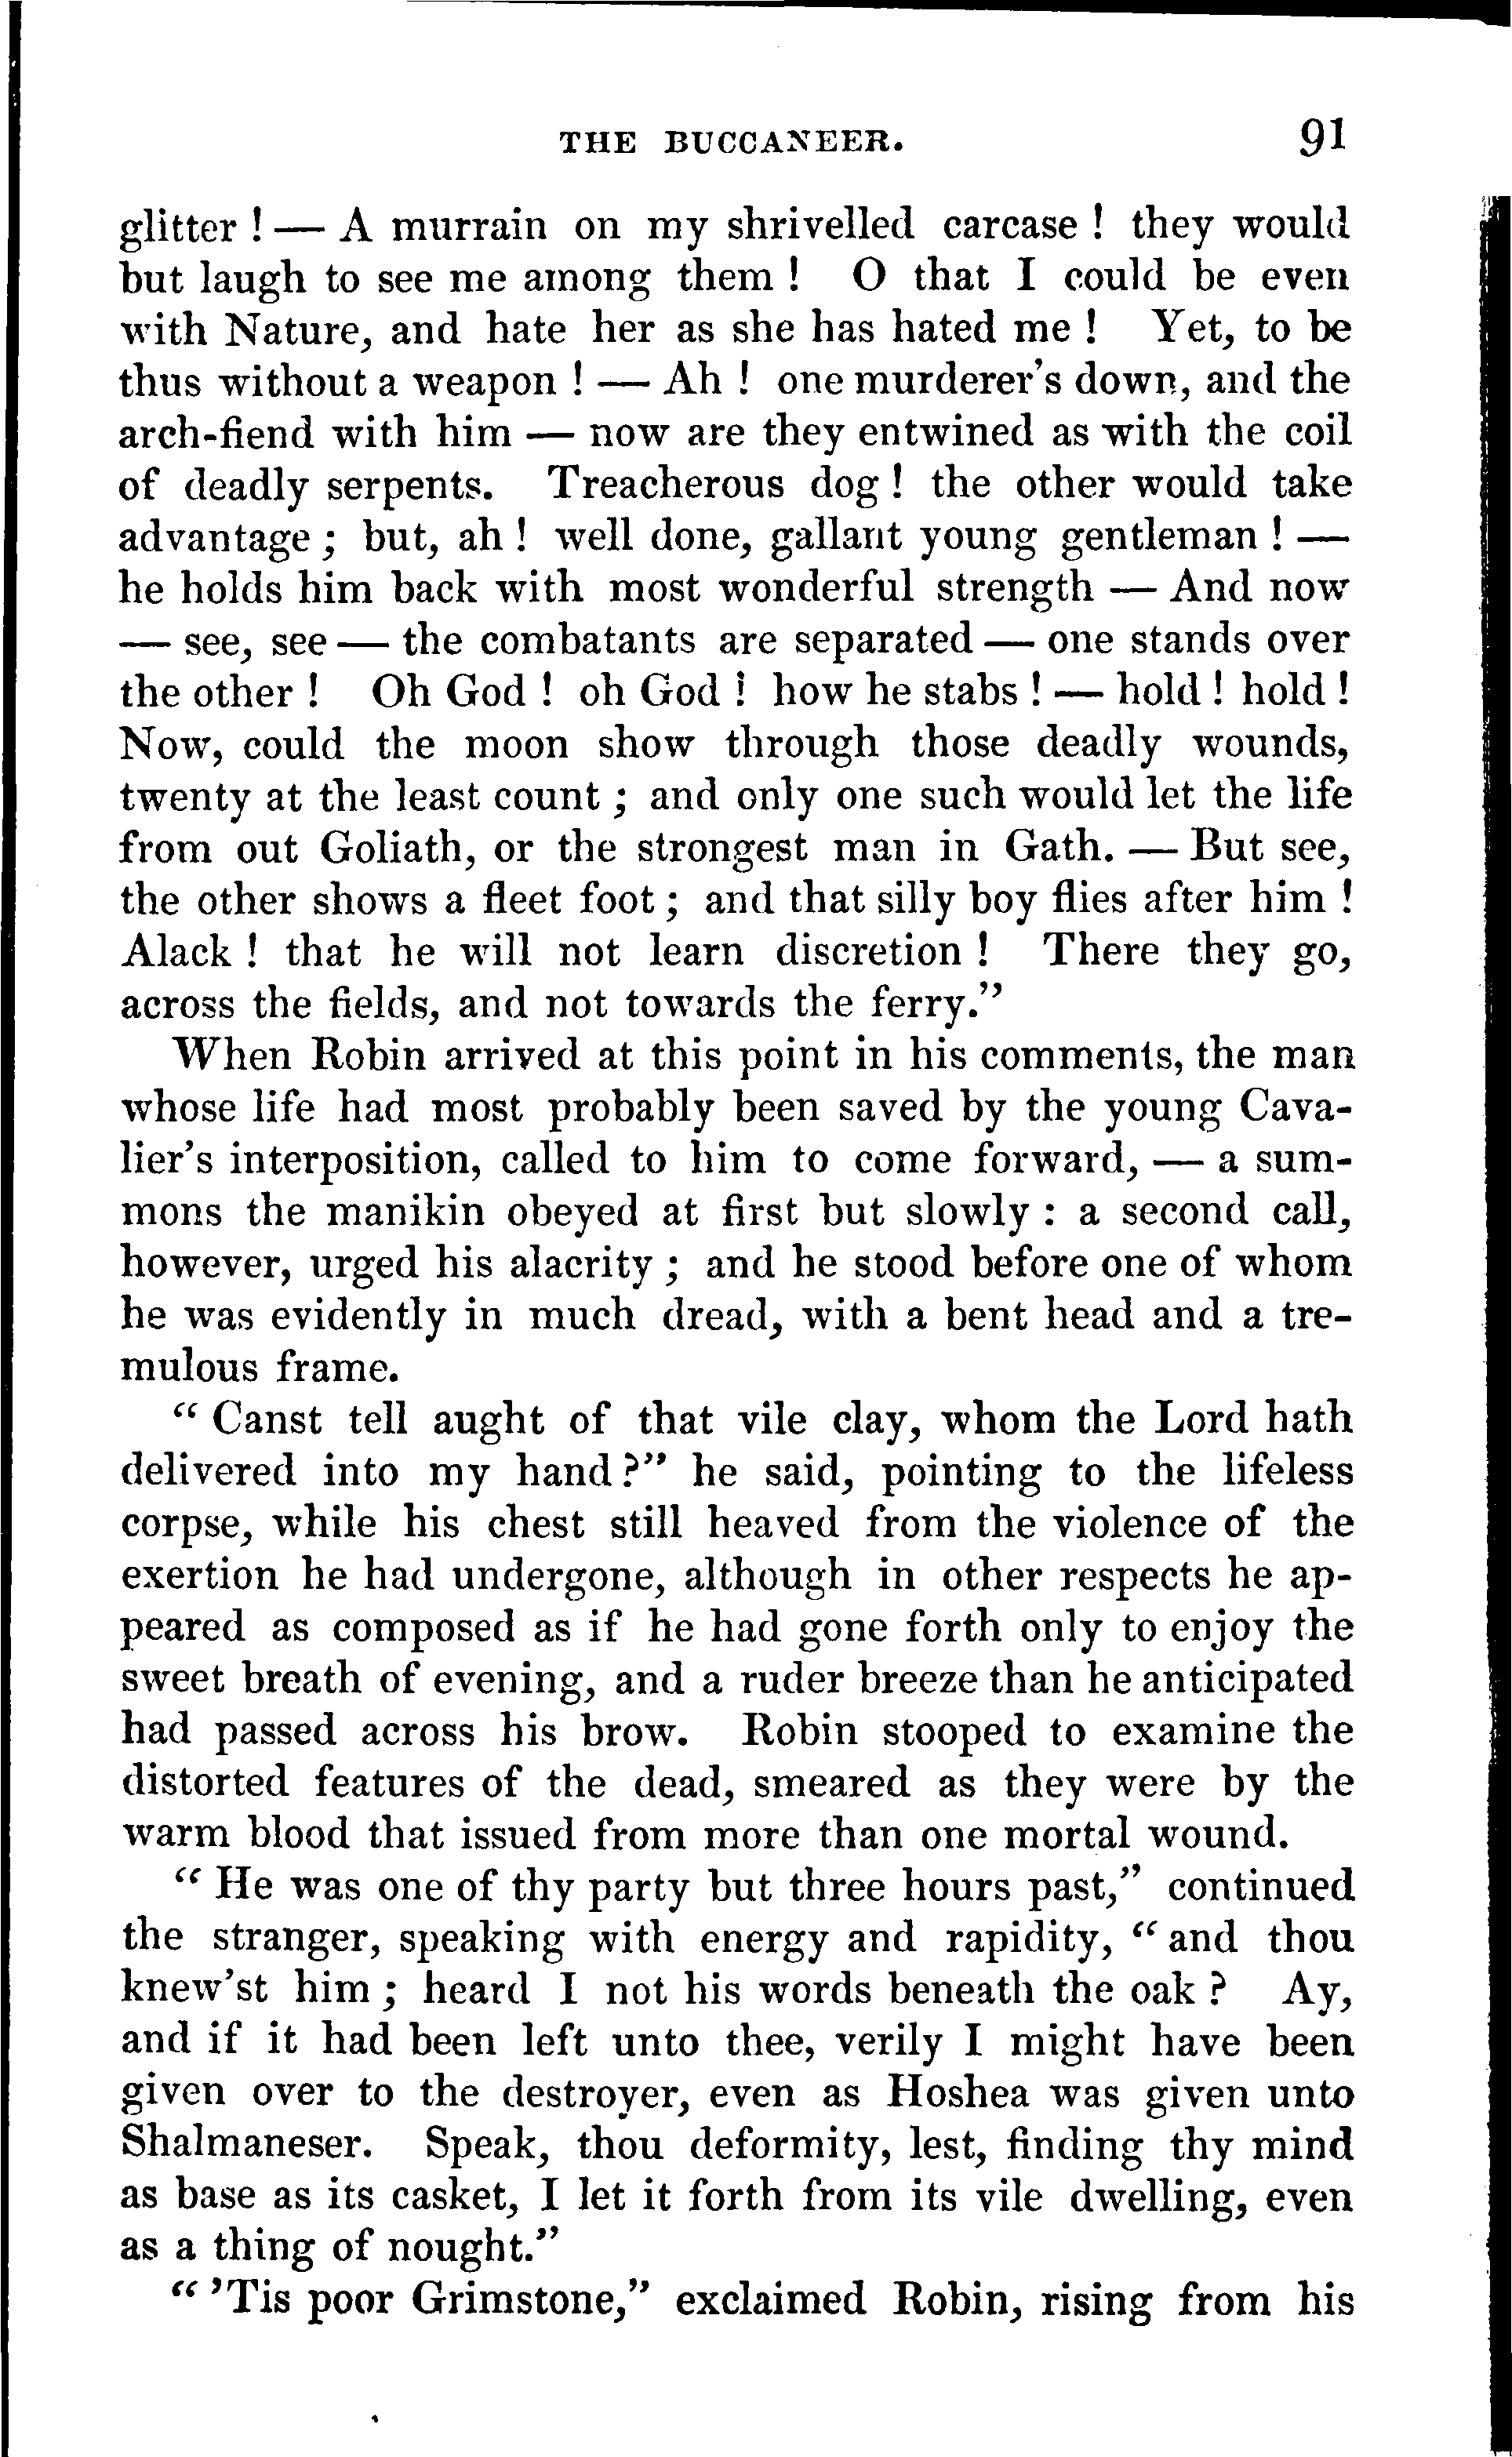 THE BUCCANEER. 91
glitter ! — A murrain on my shrivelled carcase ! they would
but laugh to see me among them ! O that I could be even
with Nature, and hate her as she has hated me ! Yet, to be
thus without a weapon ! — Ah ! one murderer's down, and the
arch-fiend with him — now are they entwined as with the coil
of deadly serpents. Treacherous dog ! the other would take
advantage ; but, ah ! well done, gallant young gentleman ! —
he holds him back with most wonderful strength — And now
— see, see — the combatants are separated — one stands over
the other ! Oh God ! oh God ! how he stabs ! — hold ! hold !
Now, could the moon show through those deadly wounds,
twenty at the least count ; and only one such would let the life
from out Goliath, or the strongest man in Gath. — But see,
the other shows a fleet foot ; and that silly boy flies after him !
Alack ! that he will not learn discretion ! There they go,
across the fields, and not towards the ferry."
When Robin arrived at this point in his comments, the man
whose life had most probably been saved by the young Cava-
lier's interposition, called to him to come forward, — a sum-
mons the manikin obeyed at first but slowly : a second call,
however, urged his alacrity ; and he stood before one of whom
he was evidently in much dread, with a bent head and a tre-
mulous frame.
" Canst tell aught of that vile clay, whom the Lord hath
delivered into my hand ?" he said, pointing to the lifeless
corpse, while his chest still heaved from the violence of the
exertion he had undergone, although in other respects he ap-
peared as composed as if he had gone forth only to enjoy the
sweet breath of evening, and a ruder breeze than he anticipated
had passed across his brow. Robin stooped to examine the
distorted features of the dead, smeared as they were by the
warm blood that issued from more than one mortal wound.
" He was one of thy party but three hours past," continued
the stranger, speaking with energy and rapidity, " and thou
knew'st him ; heard I not his words beneath the oak ? Ay,
and if it had been left unto thee, verily I might have been
given over to the destroyer, even as Hoshea was given unto
Shalmaneser. Speak, thou deformity, lest, finding thy mind
as base as its casket, I let it forth from its vile dwelling, even
as a thing of nought."
" 'Tis poor Grimstone," exclaimed Robin, rising from his